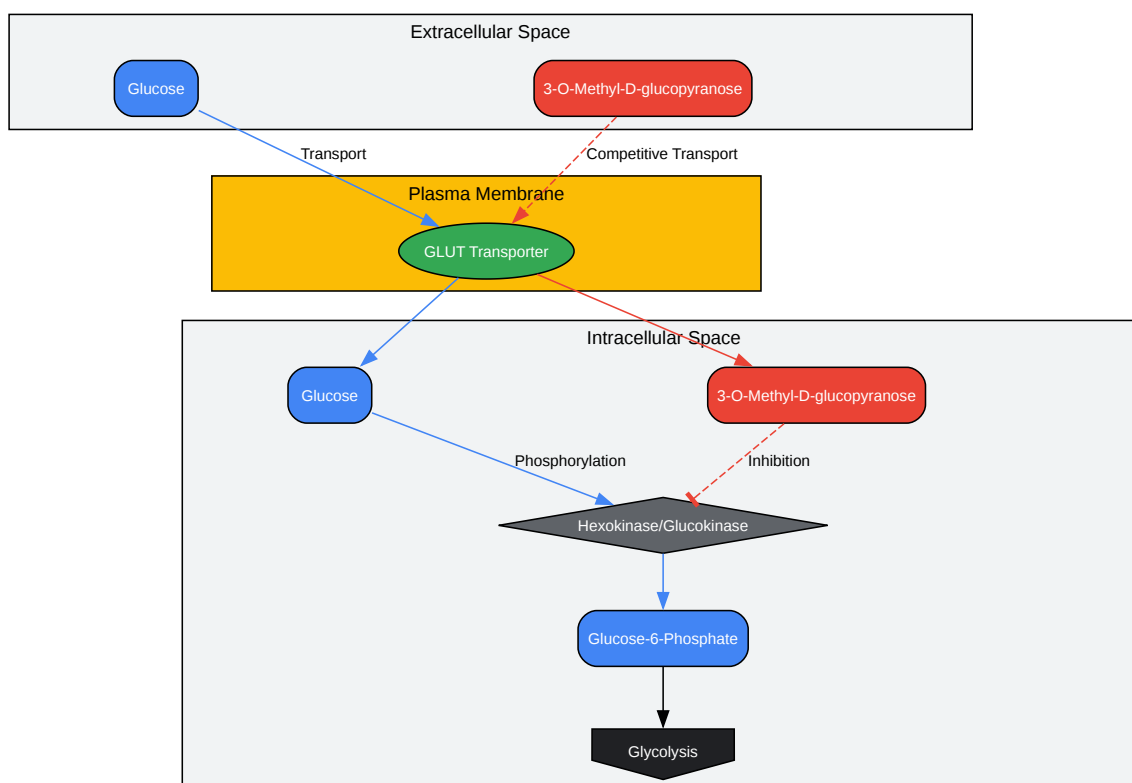 Extracellular Space
Glucose
3-O-Methyl-D-glucopyranose
Transport
Competitive Transport
Plasma Membrane
GLUT Transporter
Intracellular Space
Glucose
3-O-Methyl-D-glucopyranose
Phosphorylation
Inhibition
Hexokinase/Glucokinase
Glucose-6-Phosphate
Glycolysis